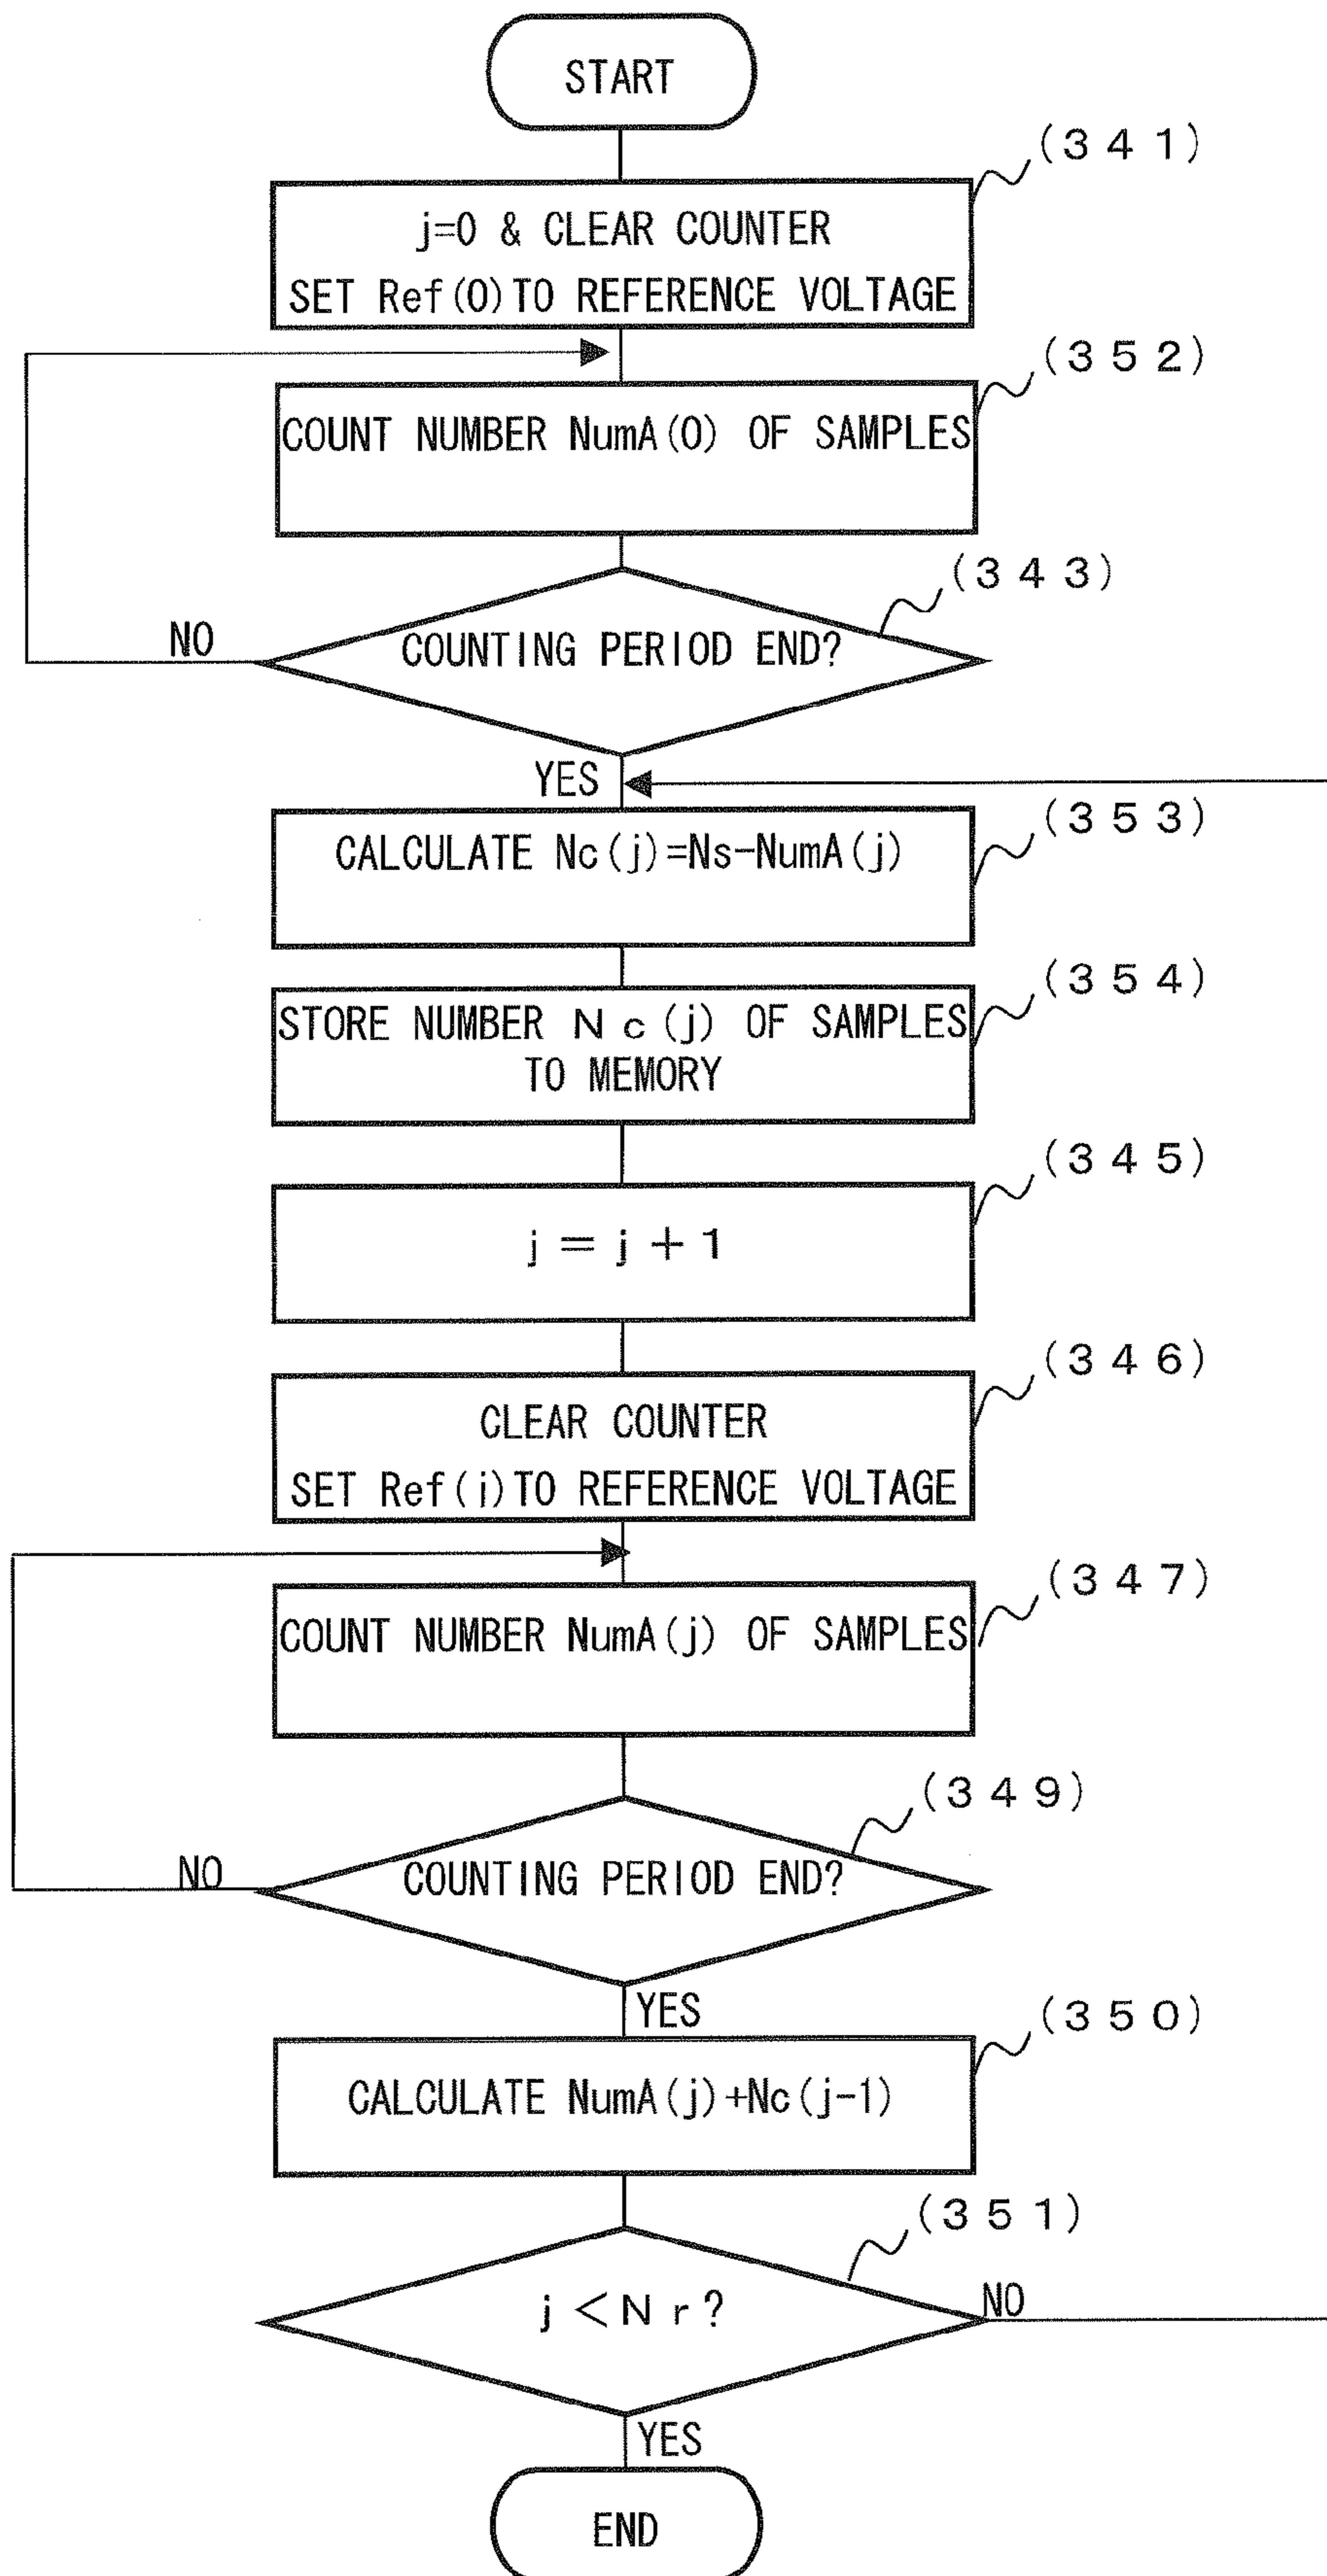 START
(341)
j=0 & CLEAR COUNTER
SET Ref(0)TO REFERENCE VOLTAGE
(352)
COUNT NUMBER NumA(0) OF SAMPLES
(343)
COUNTING PERIOD END?
NO
YES
(353)
CALCULATE Nc(j)=Ns-NumA(j)
(354)
STORE NUMBER Nc(j) OF SAMPLES
TO MEMORY
(345)
j=j+1
(346)
CLEAR COUNTER
SET Ref(i)TO REFERENCE VOLTAGE
(347)
COUNT NUMBER NumA(j) OF SAMPLES
(349)
COUNTING PERIOD END?
NO
YES
(350)
CALCULATE NumA(j)+Nc(j-1)
(351)
j<Nr?
NO
YES
END